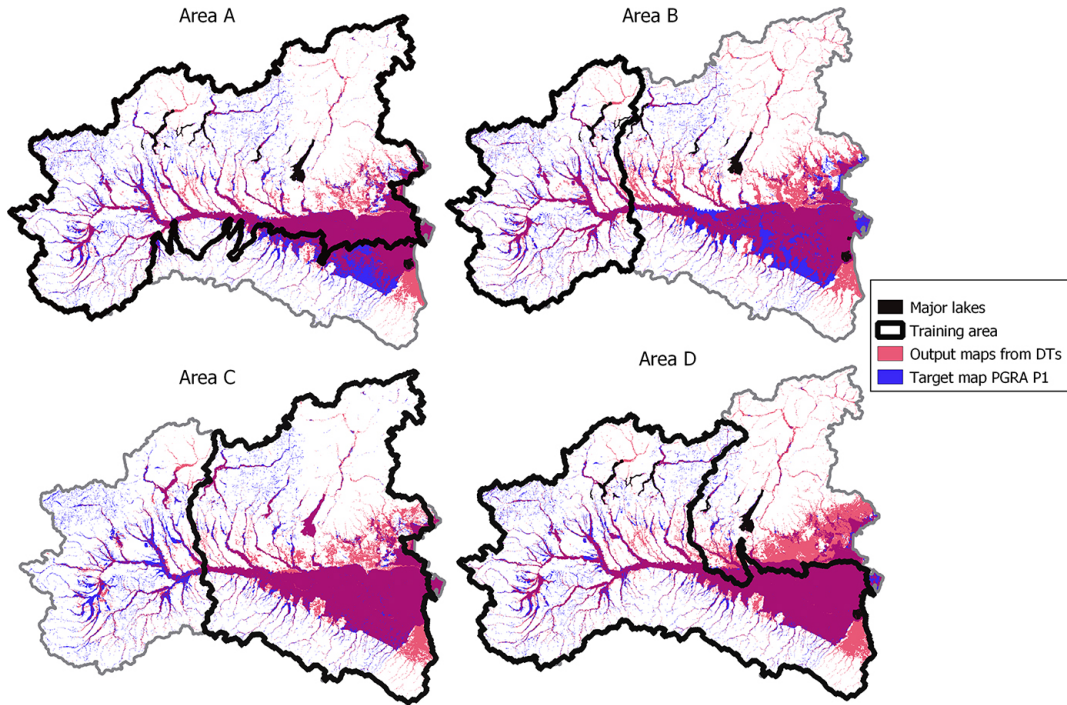 Area A
Area B
Major lakes
Training area
Output maps from DTs
Target map PGRA P1
Area C
Area D